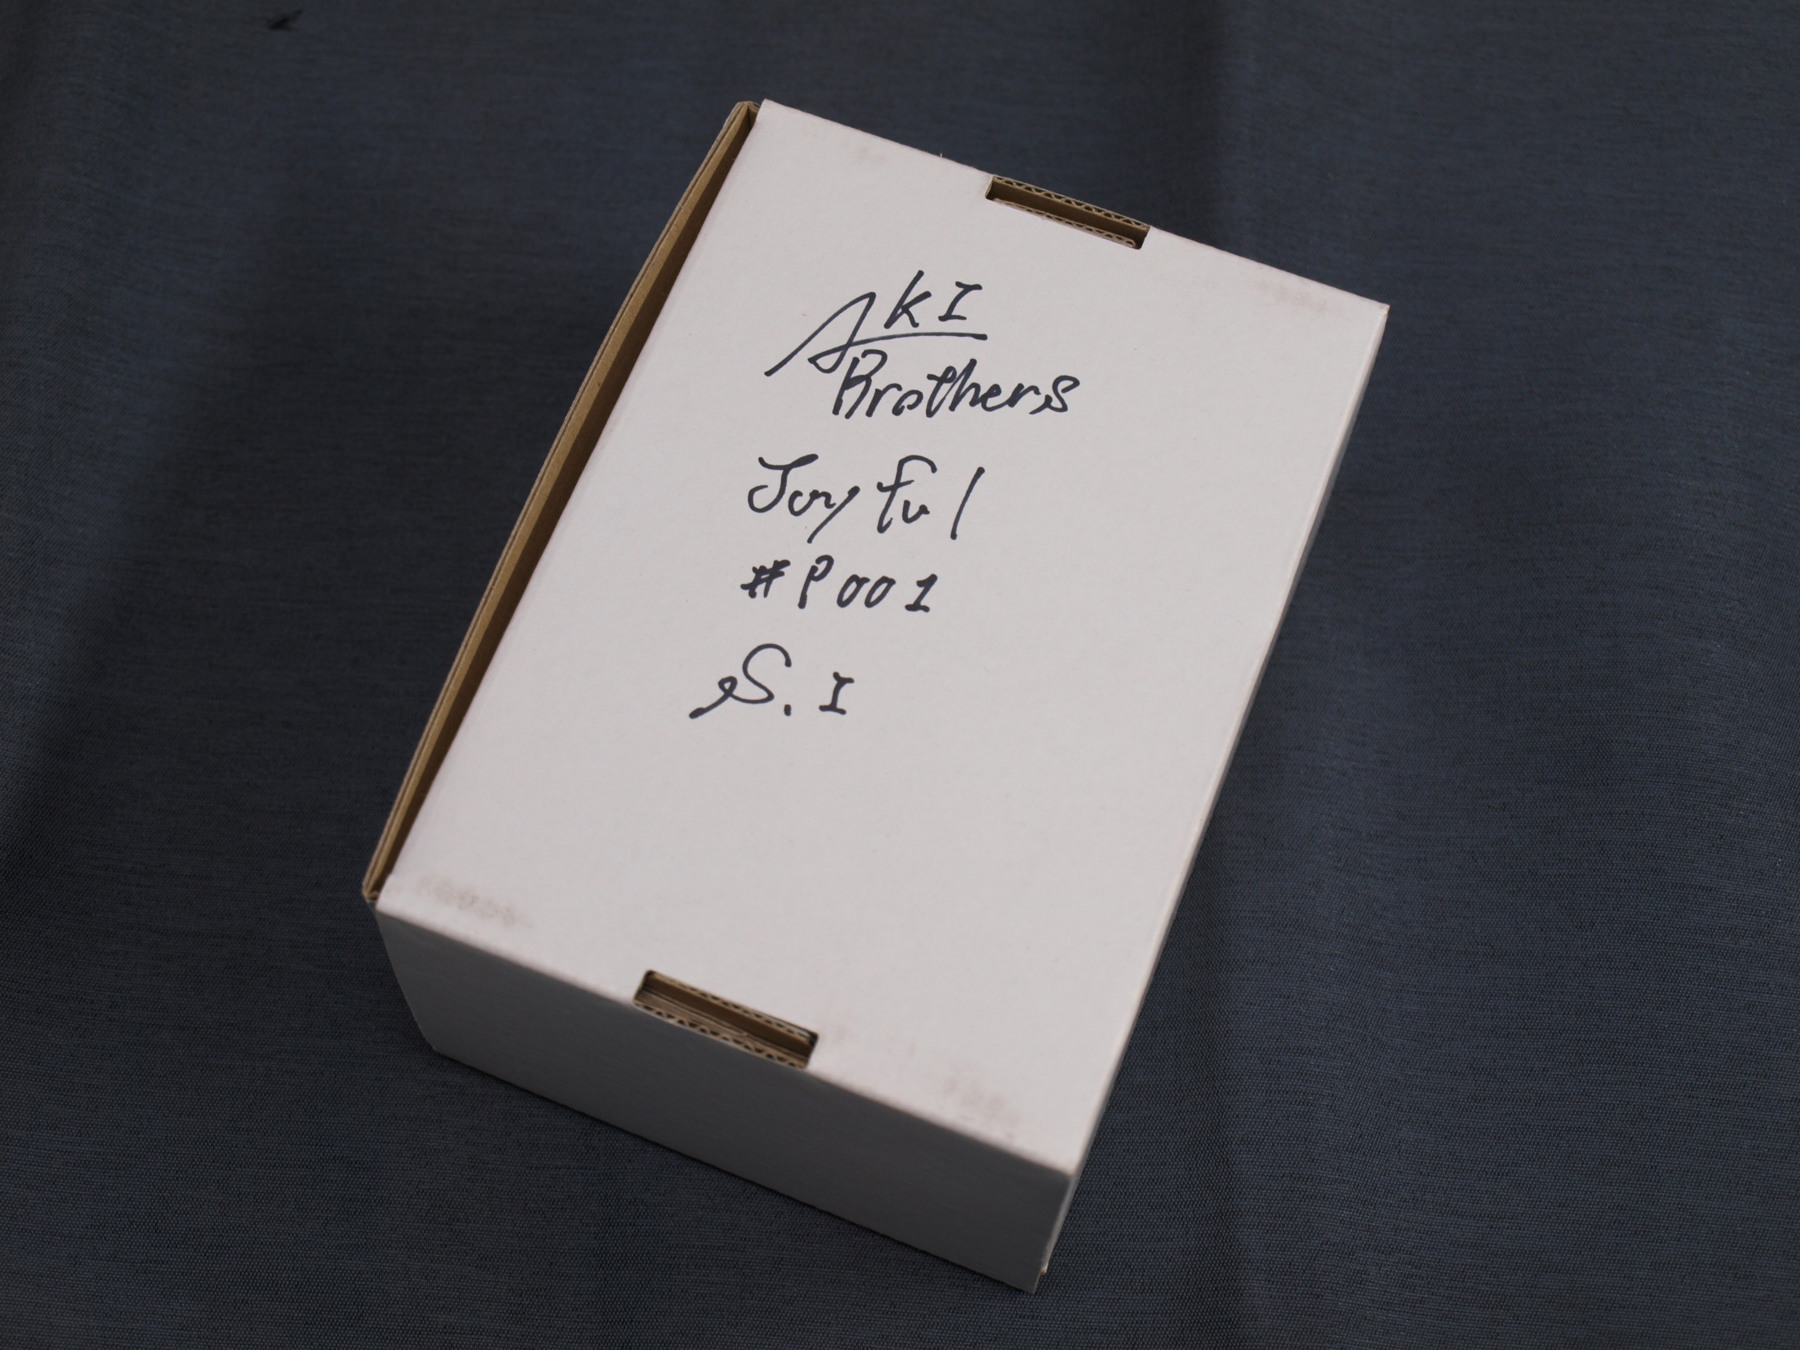 AKI
Brothers
Joyful
#P001
S.I